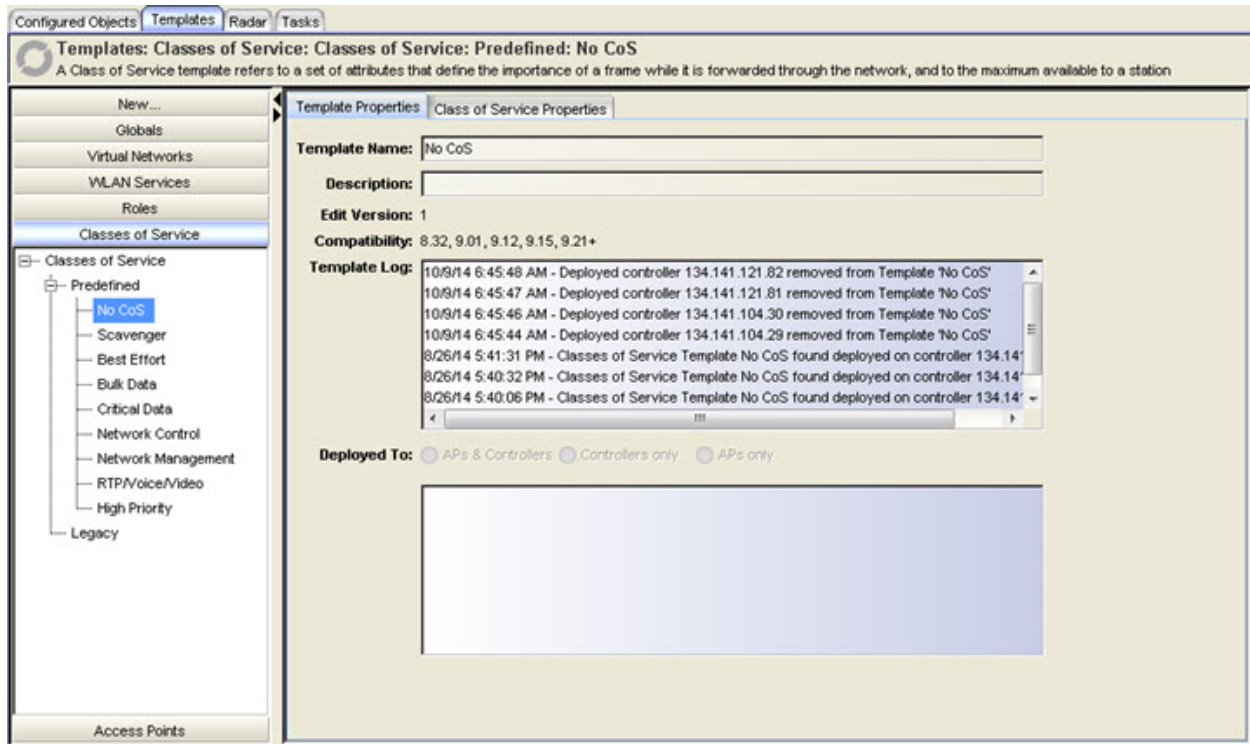 Configured Objects Templates Radar Tasks
Templates: Classes of Service: Classes of Service: Predefined: No CoS
A Class of Service template refers to a set of attributes that define the importance of a frame while it is forwarded through the network, and to the maximum available to a station
New...
Globals
Virtual Networks
WLAN Services
Roles
Classes of Service
Classes of Service
Predefined
No CoS
Scavenger
Best Effort
Bulk Data
Critical Data
Network Control
Network Management
RTP/Voice/Video
High Priority
Legacy
Access Points
Template Properties Class of Service Properties
Template Name: No CoS
Description:
Edit Version: 1
Compatibility: 8.32, 9.01, 9.12, 9.15, 9.21+
Template Log:
10/9/14 6:45:48 AM - Deployed controller 134.141.121.82 removed from Template 'No CoS'
10/9/14 6:45:47 AM - Deployed controller 134.141.121.81 removed from Template 'No CoS'
10/9/14 6:45:46 AM - Deployed controller 134.141.104.30 removed from Template 'No CoS'
10/9/14 6:45:44 AM - Deployed controller 134.141.104.29 removed from Template 'No CoS'
8/26/14 5:41:31 PM - Classes of Service Template No CoS found deployed on controller 134.14
8/26/14 5:40:32 PM - Classes of Service Template No CoS found deployed on controller 134.14
8/26/14 5:40:06 PM - Classes of Service Template No CoS found deployed on controller 134.14
Deployed To: APs & Controllers Controllers only APs only